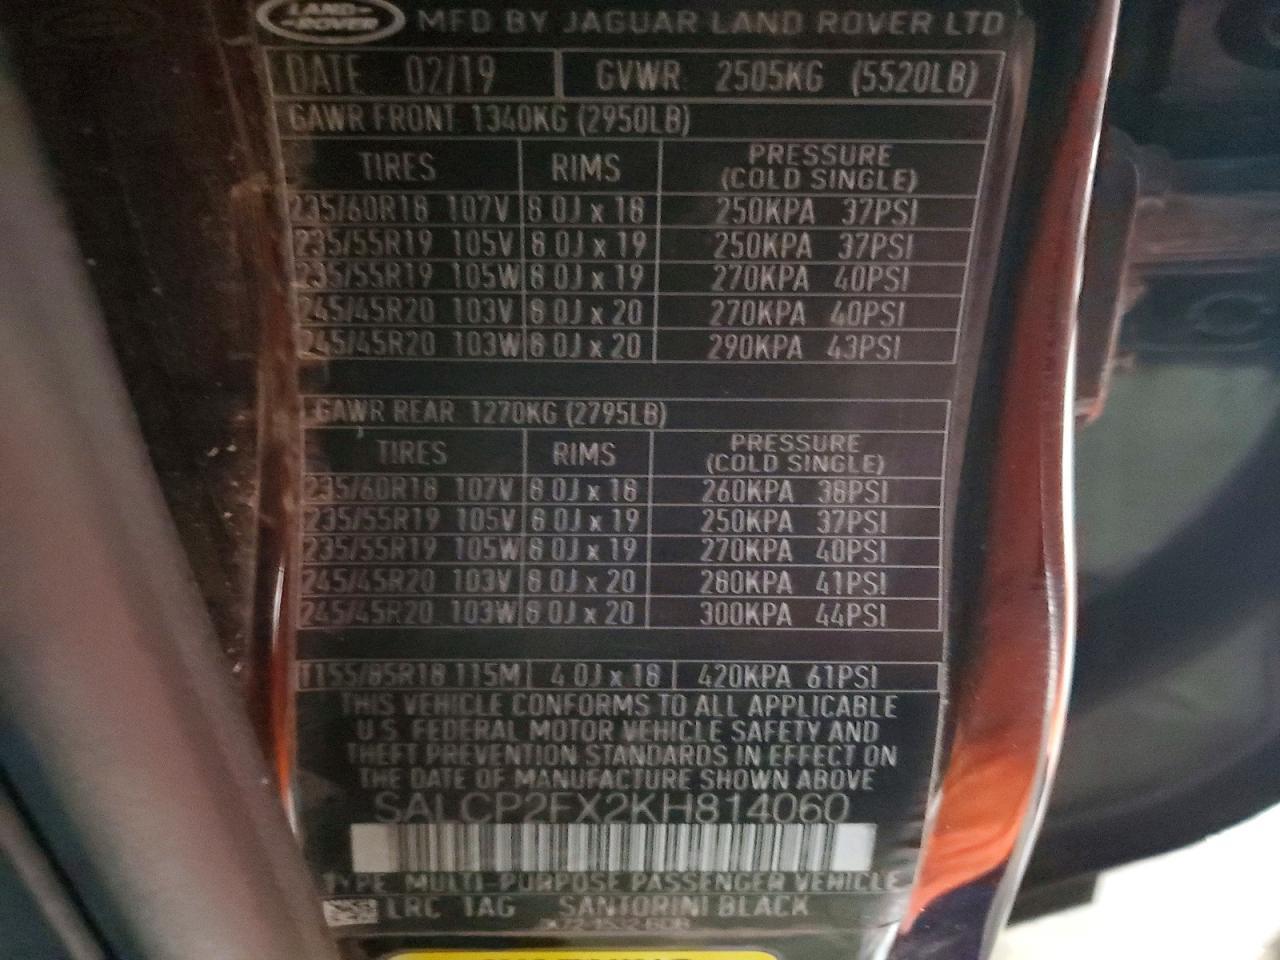 LAND-
-ROVER
MFD BY JAGUAR LAND ROVER LTD
DATE 02/19 GVWR 2505KG (5520LB)
GAWR FRONT 1340KG (2950LB)
TIRES RIMS PRESSURE (COLD SINGLE)
235/60R18 107V 8.0J x 18 250KPA 37PSI
235/55R19 105V 8.0J x 19 250KPA 37PSI
235/55R19 105W 8.0J x 19 270KPA 40PSI
245/45R20 103V 8.0J x 20 270KPA 40PSI
245/45R20 103W 8.0J x 20 290KPA 43PSI
GAWR REAR 1270KG (2795LB)
TIRES RIMS PRESSURE (COLD SINGLE)
235/60R18 107V 8.0J x 18 260KPA 38PSI
235/55R19 105V 8.0J x 19 250KPA 37PSI
235/55R19 105W 8.0J x 19 270KPA 40PSI
245/45R20 103V 8.0J x 20 280KPA 41PSI
245/45R20 103W 8.0J x 20 300KPA 44PSI
T155/85R18 115M 4.0J x 18 420KPA 61PSI
THIS VEHICLE CONFORMS TO ALL APPLICABLE
U.S. FEDERAL MOTOR VEHICLE SAFETY AND
THEFT PREVENTION STANDARDS IN EFFECT ON
THE DATE OF MANUFACTURE SHOWN ABOVE
SALCP2FX2KH814060
TYPE: MULTI-PURPOSE PASSENGER VEHICLE
LRC 1AG SANTORINI BLACK